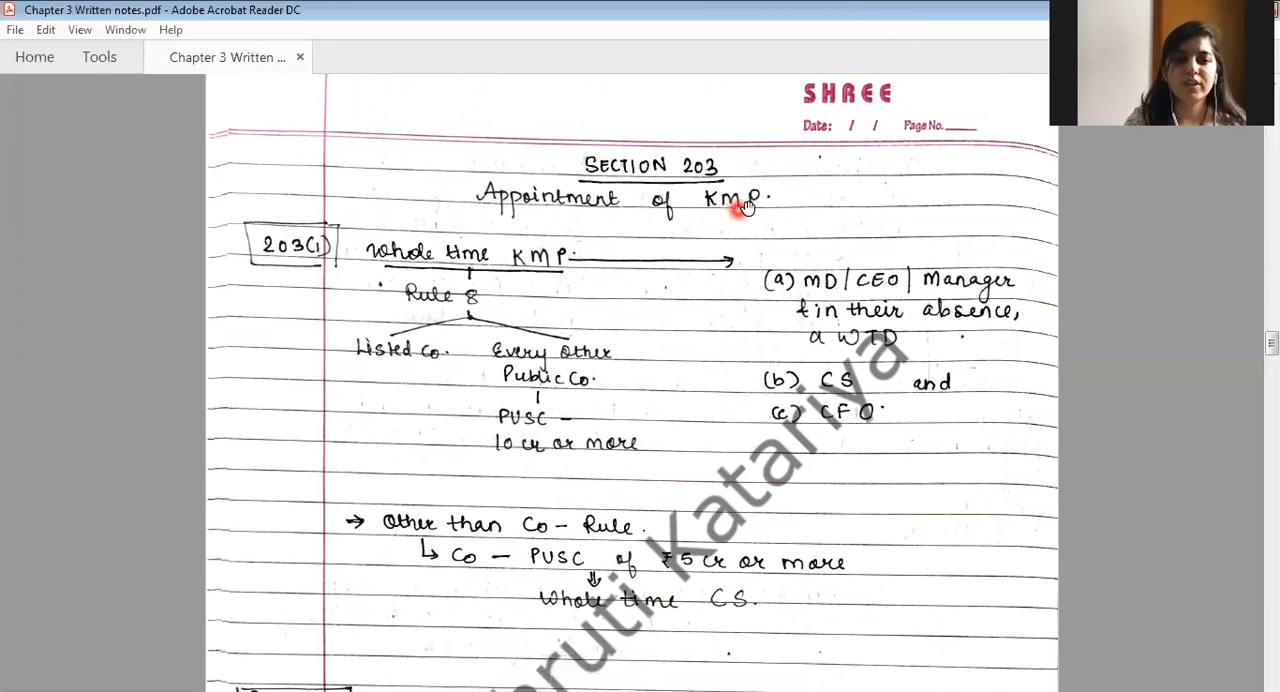 Chapter 3 Written notes.pdf - Adobe Acrobat Reader DC
File Edit View Window Help
Home Tools Chapter 3 Written ... ×
SHREE
Date: / / Page No.
SECTION 203
Appointment of KMP.
203(1) Whole time KMP.
(a) MD / CEO / Manager
& in their absence,
a WTD
Rule 8
Listed Co. Every Other
Public Co.
(b) CS and
PUSC -
(c) CFO.
10 cr or more
→ Other than Co - Rule.
↳ Co - PUSC of ₹5 cr or more
Whole time CS.
ruti Katariya